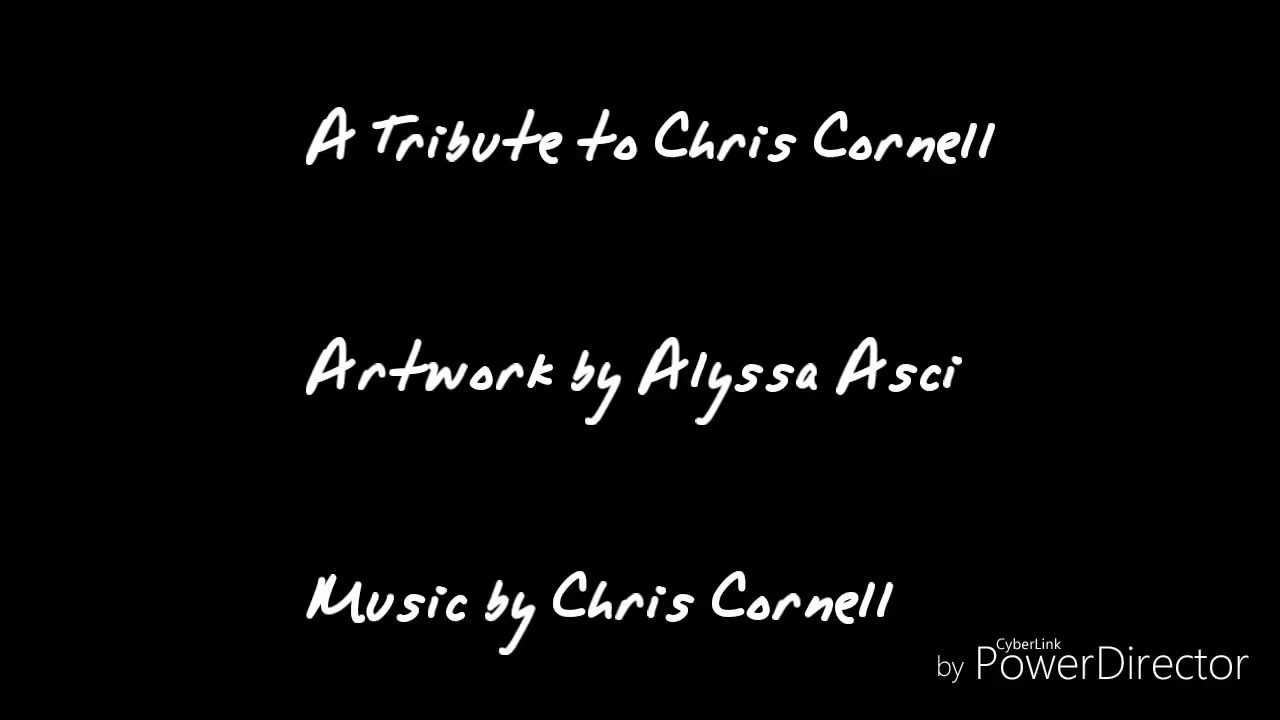 A Tribute to Chris Cornell
Artwork by Alyssa Asci
Music by Chris Cornell
CyberLink
by PowerDirector